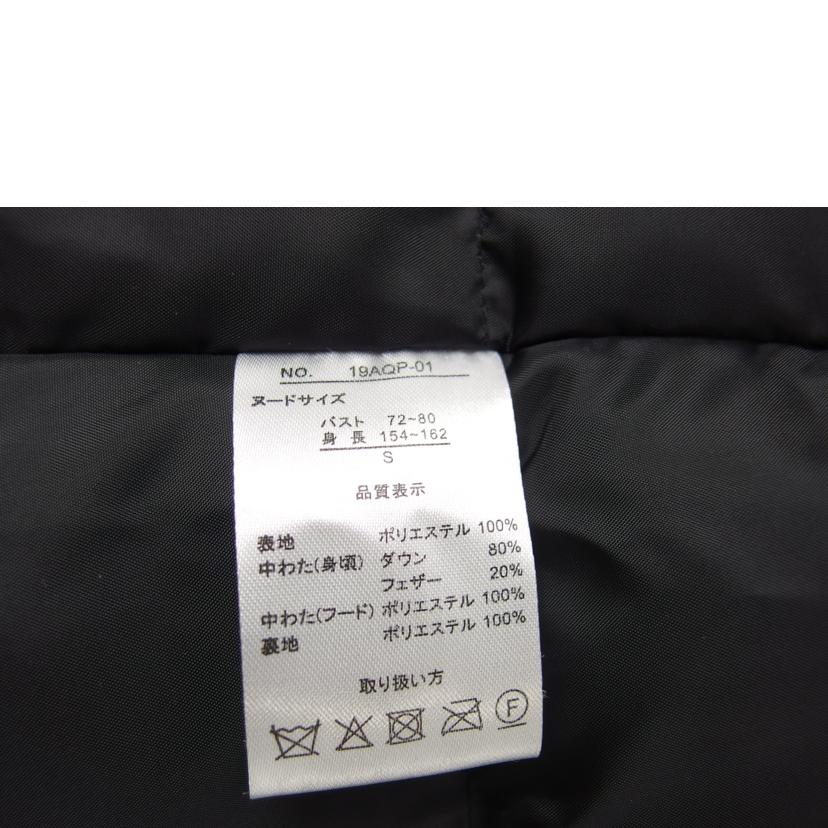 NO. 19AQP-01
ヌードサイズ
バスト 72~80
身長 154~162
S
品質表示
表地 ポリエステル 100%
中わた(身頃) ダウン 80%
フェザー 20%
中わた(フード) ポリエステル 100%
裏地 ポリエステル 100%
取り扱い方
F